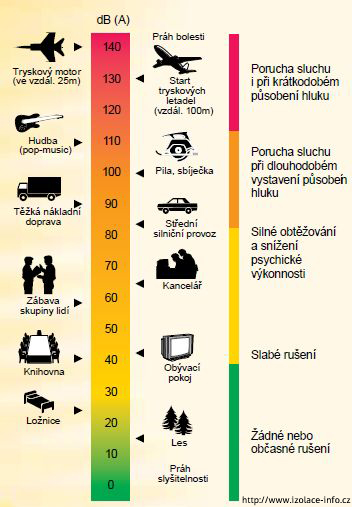 dB (A)
140
130
120
110
100
90
80
70
60
50
40
30
20
10
0
Tryskový motor
(ve vzdál. 25m)
Hudba
(pop-music)
Těžká nákladní
doprava
Zábava
skupiny lidí
Knihovna
Ložnice
Práh bolesti
Start
tryskových
letadel
(vzdál. 100m)
Pila, sbíječka
Střední
silniční provoz
Kancelář
Obývací
pokoj
Les
Práh
slyšitelnosti
Porucha sluchu
i při krátkodobém
působení hluku
Porucha sluchu
při dlouhodobém
vystavení působeín
hluku
Silné obtěžování
a snížení
psychické
výkonnosti
Slabé rušení
Žádné nebo
občasné rušení
http://www.izolace-info.cz